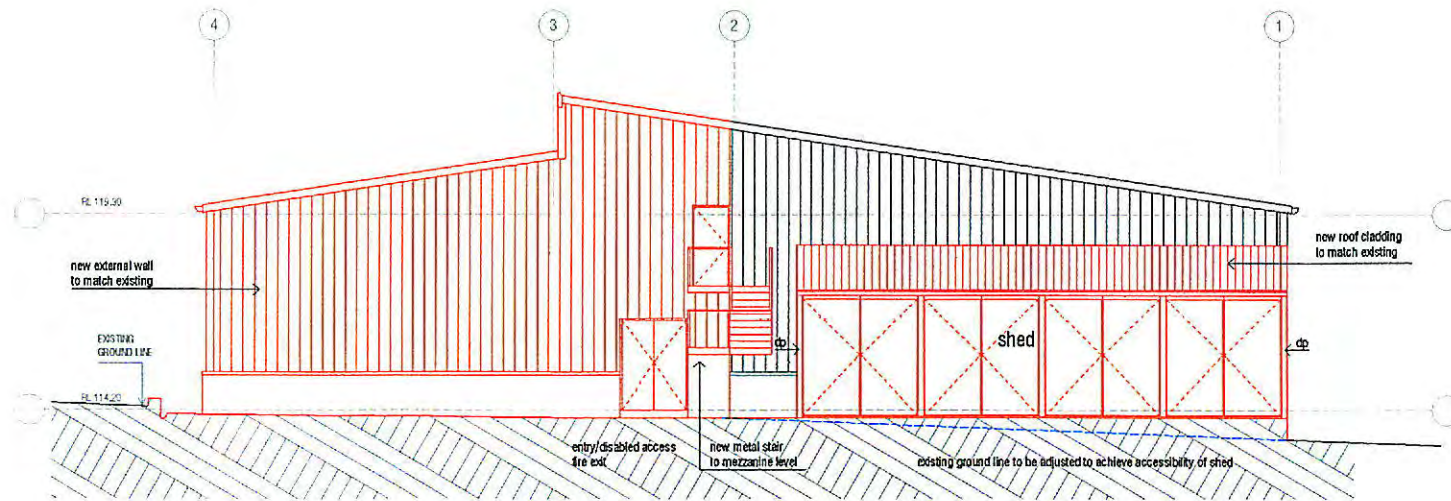 4
3
2
1
RL 119.30
new external wall
to match existing
new roof cladding
to match existing
EXISTING
GROUND LINE
dp
shed
dp
RL 114.20
entry/disabled access
fire exit
new metal stair
to mezzanine level
existing ground line to be adjusted to achieve accessibility of shed